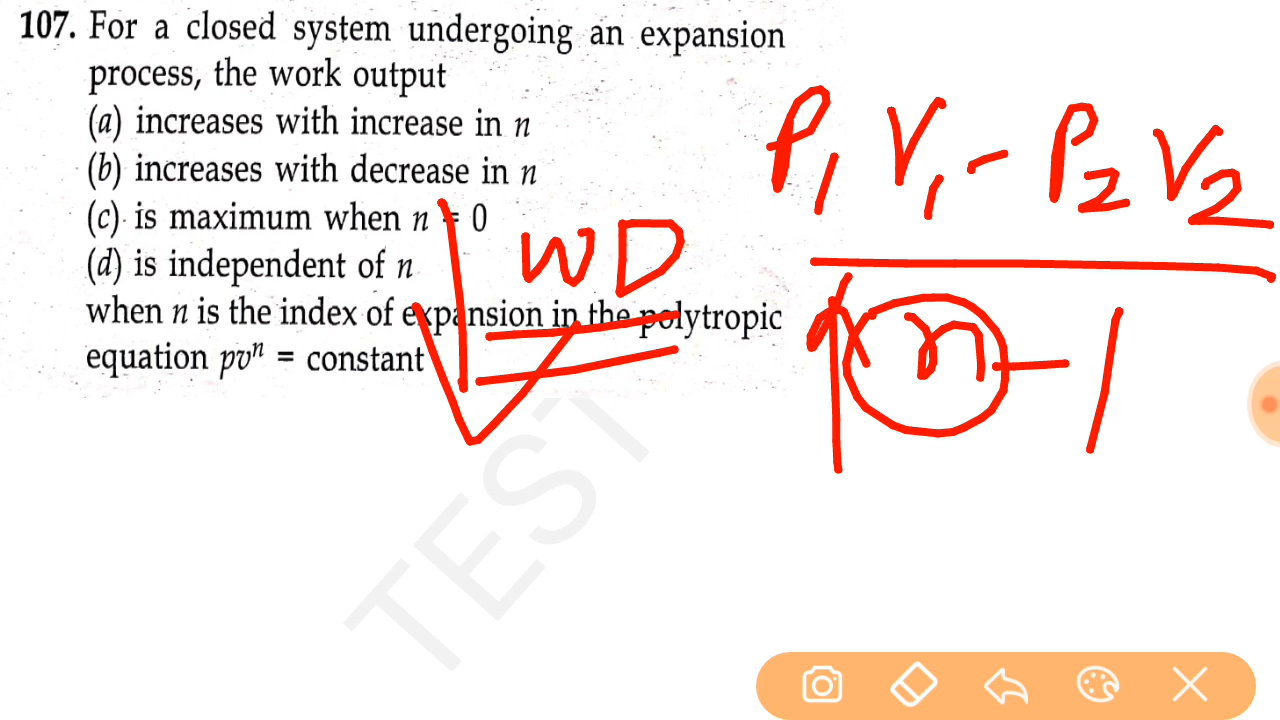 107. For a closed system undergoing an expansion
process, the work output
(a) increases with increase in n
(b) increases with decrease in n
(c) is maximum when n = 0
(d) is independent of n
when n is the index of expansion in the polytropic
equation pvⁿ = constant
WD
P₁ V₁ - P₂ V₂
n - 1
TEST